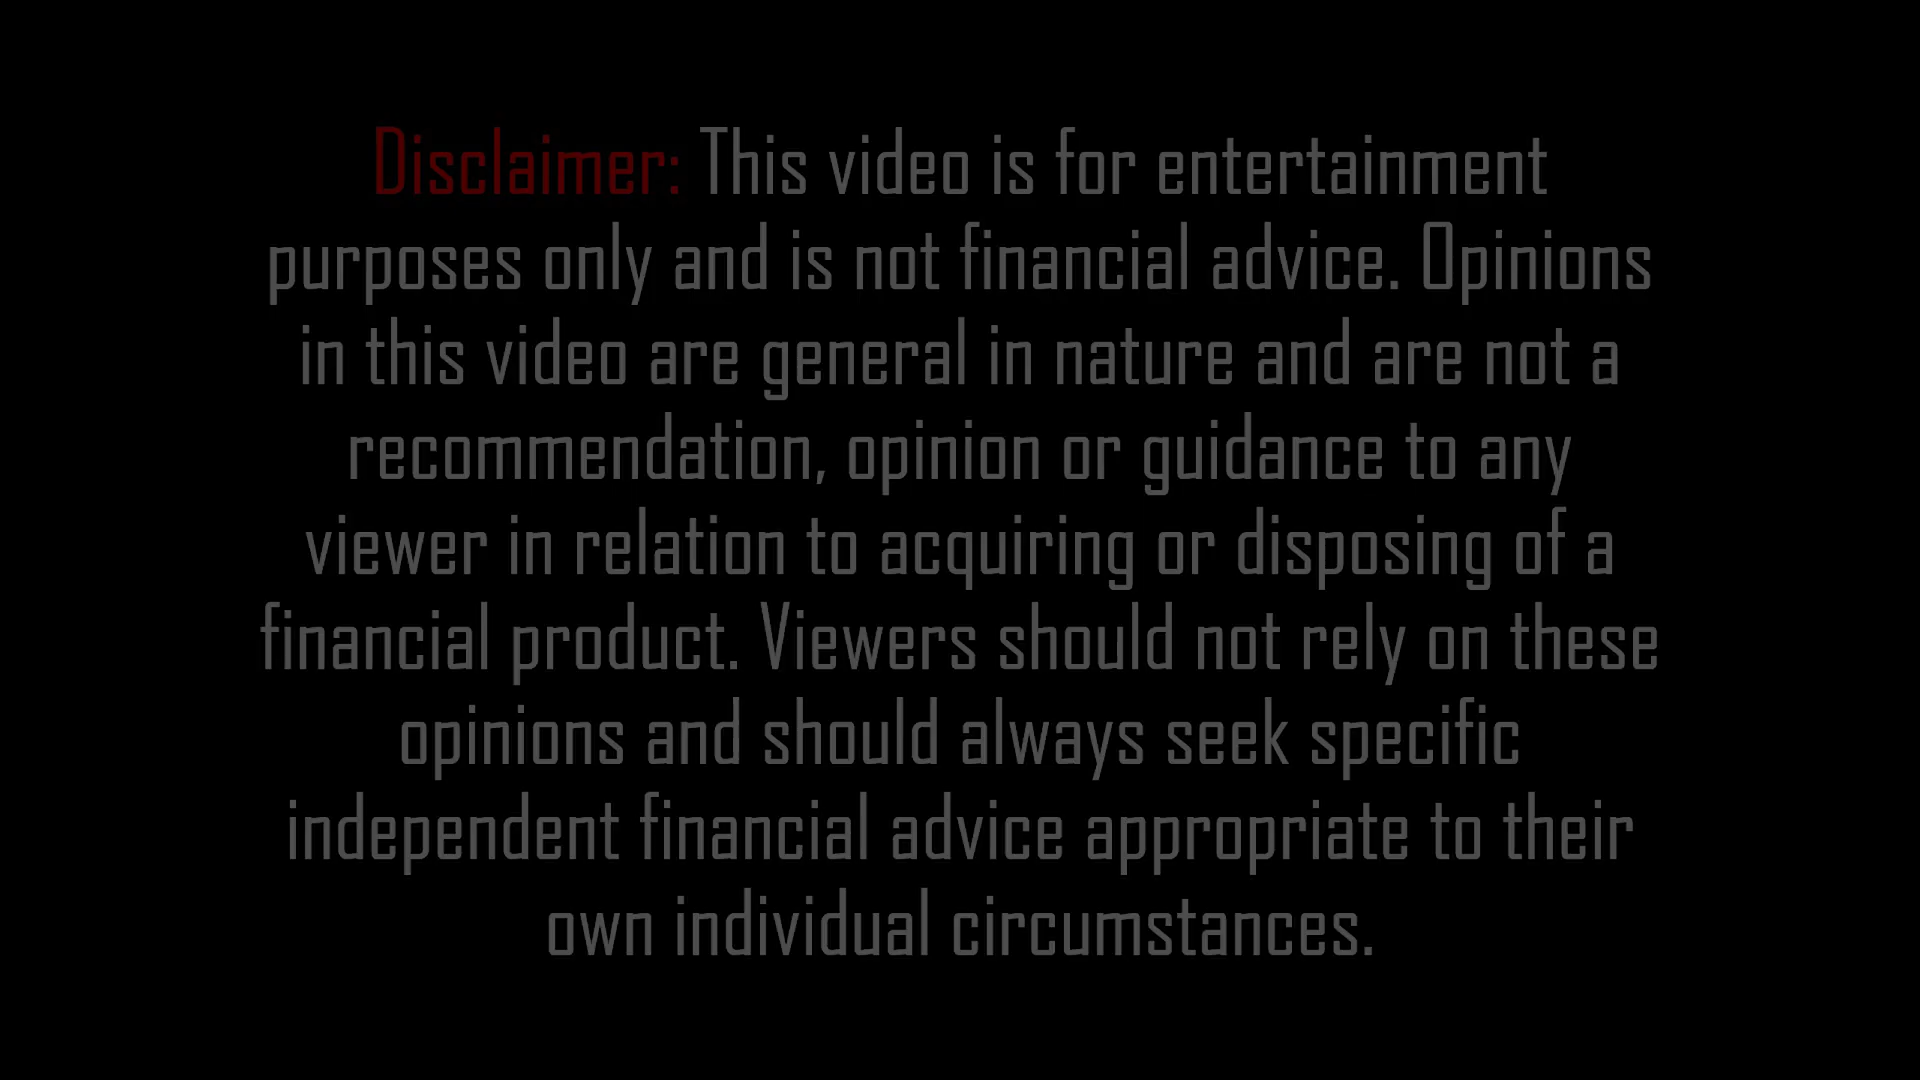 Disclaimer: This video is for entertainment
purposes only and is not financial advice. Opinions
in this video are general in nature and are not a
recommendation, opinion or guidance to any
viewer in relation to acquiring or disposing of a
financial product. Viewers should not rely on these
opinions and should always seek specific
independent financial advice appropriate to their
own individual circumstances.